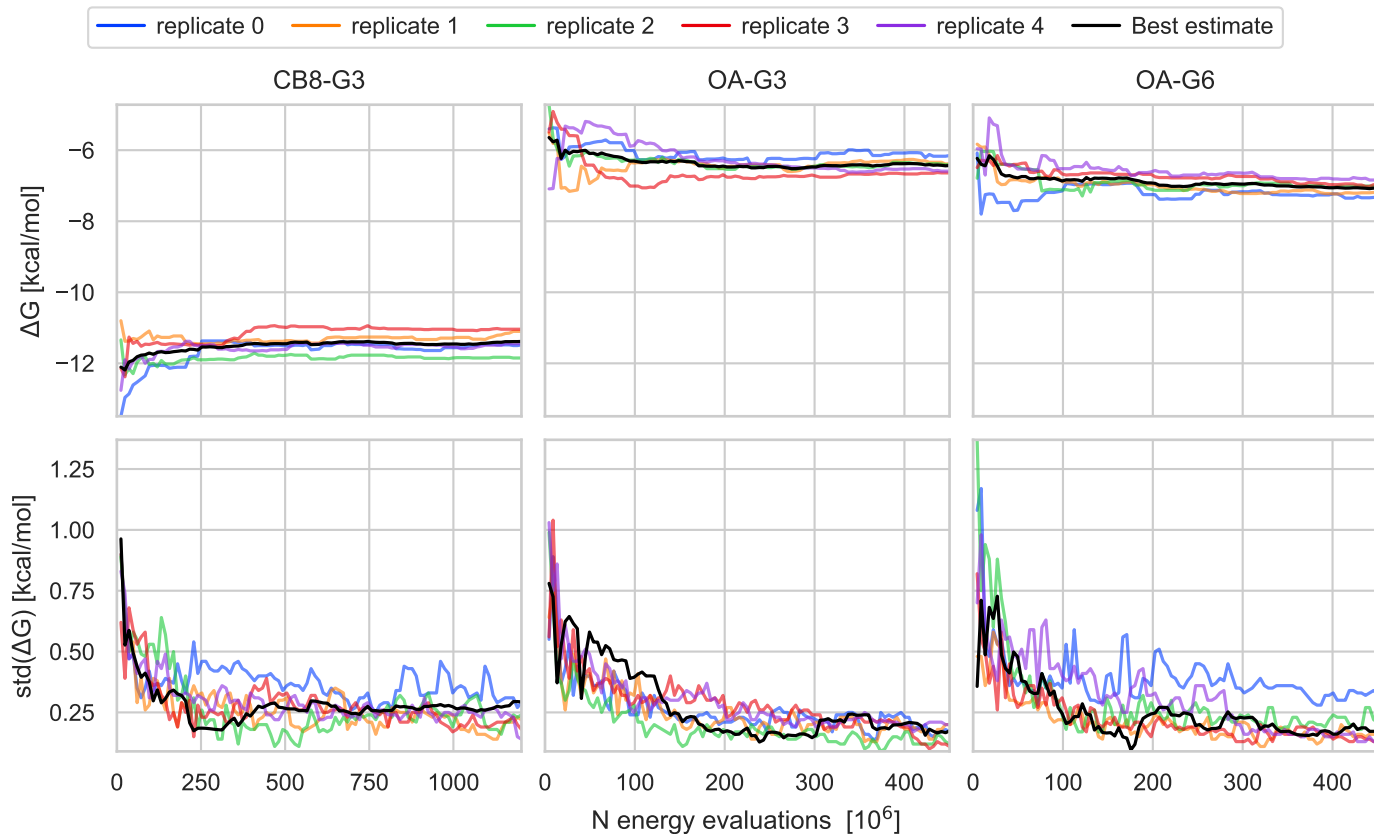 replicate 0 replicate 1 replicate 2 replicate 3 replicate 4 Best estimate
CB8-G3 OA-G3 OA-G6
ΔG [kcal/mol]
−6
−8
−10
−12
std(ΔG) [kcal/mol]
1.25
1.00
0.75
0.50
0.25
0 250 500 750 1000 0 100 200 300 400 0 100 200 300 400
N energy evaluations [10⁶]